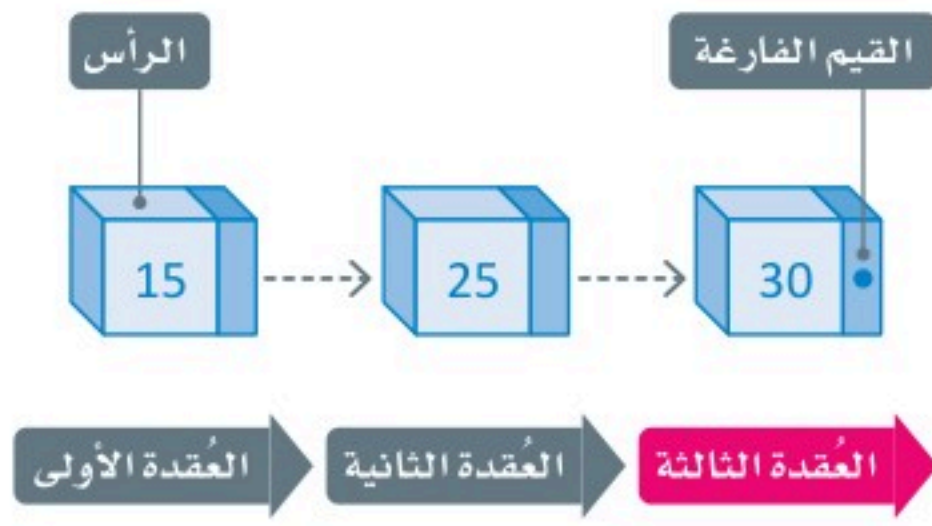 الرأس
القيم الفارغة
15
25
30
العُقدة الأولى
العُقدة الثانية
العُقدة الثالثة